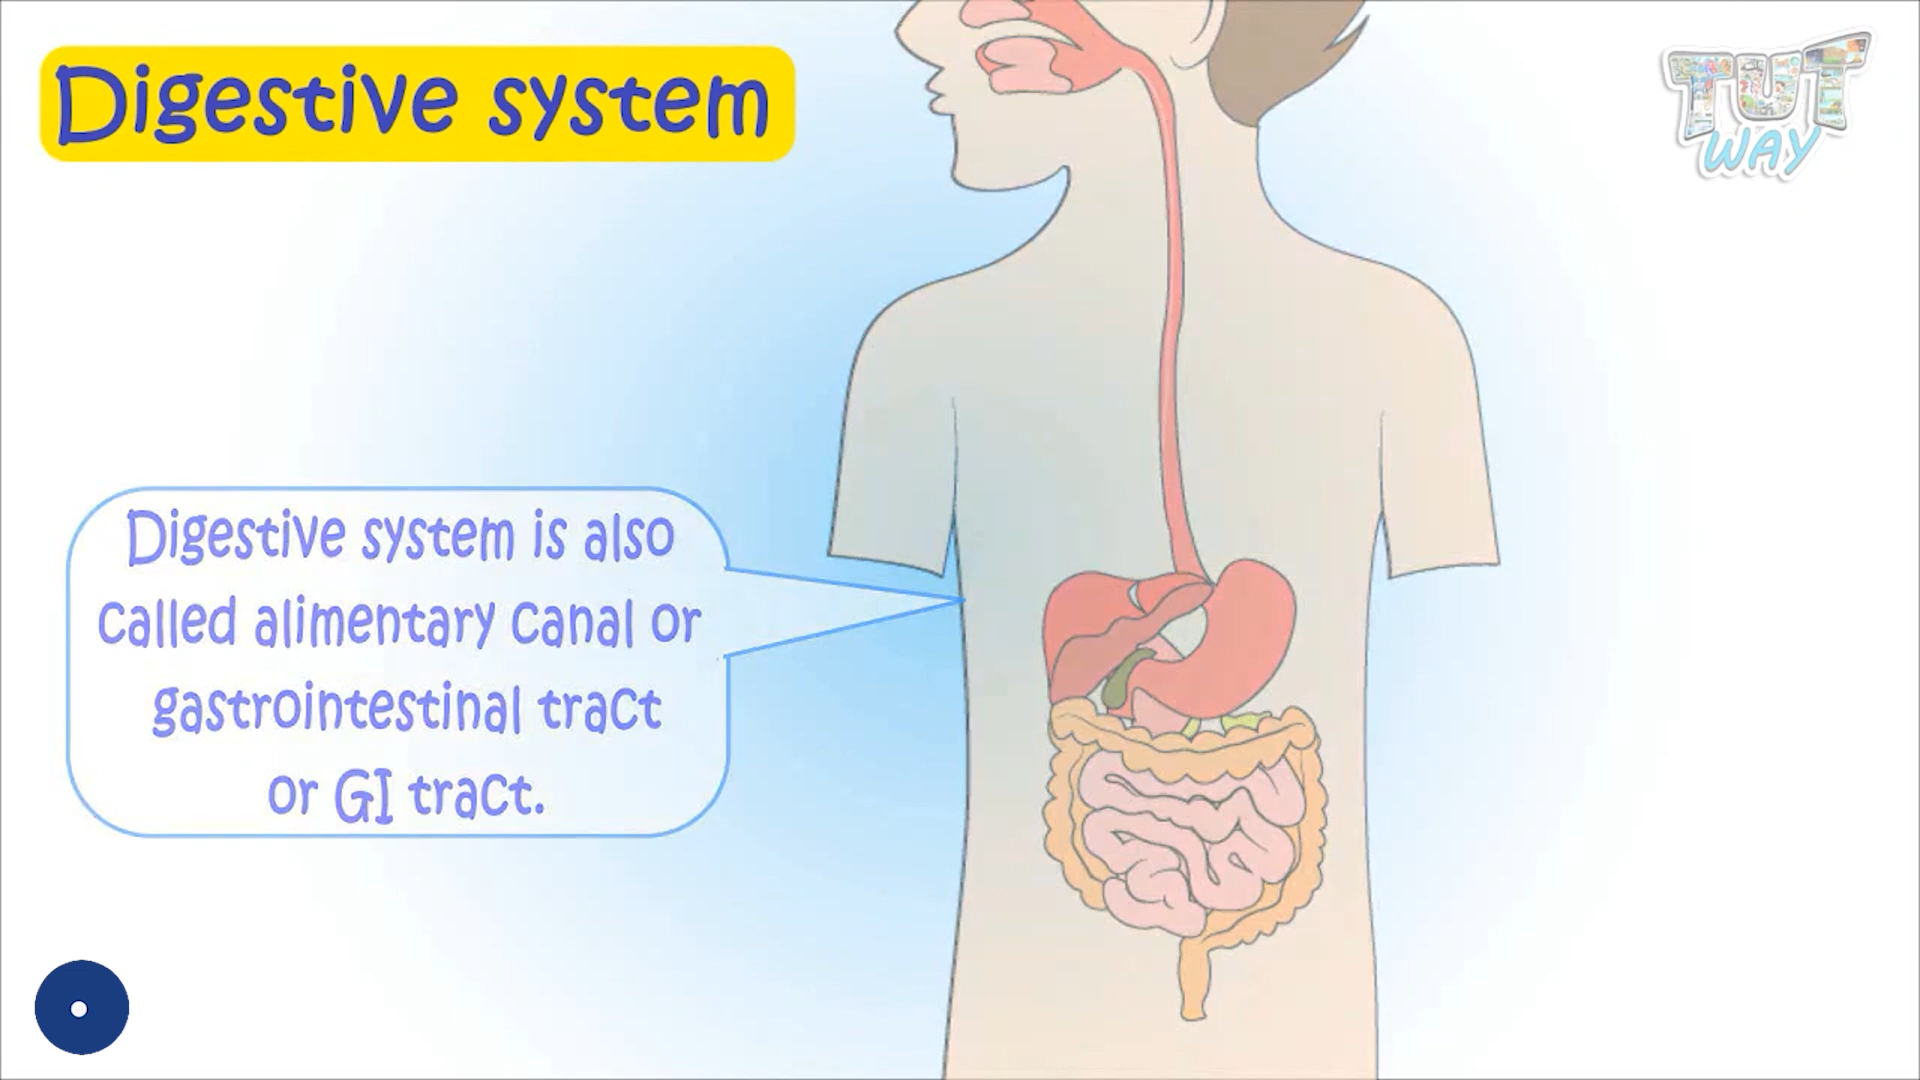 Digestive system
TUT
WAY
Digestive system is also
called alimentary canal or
gastrointestinal tract
or GI tract.